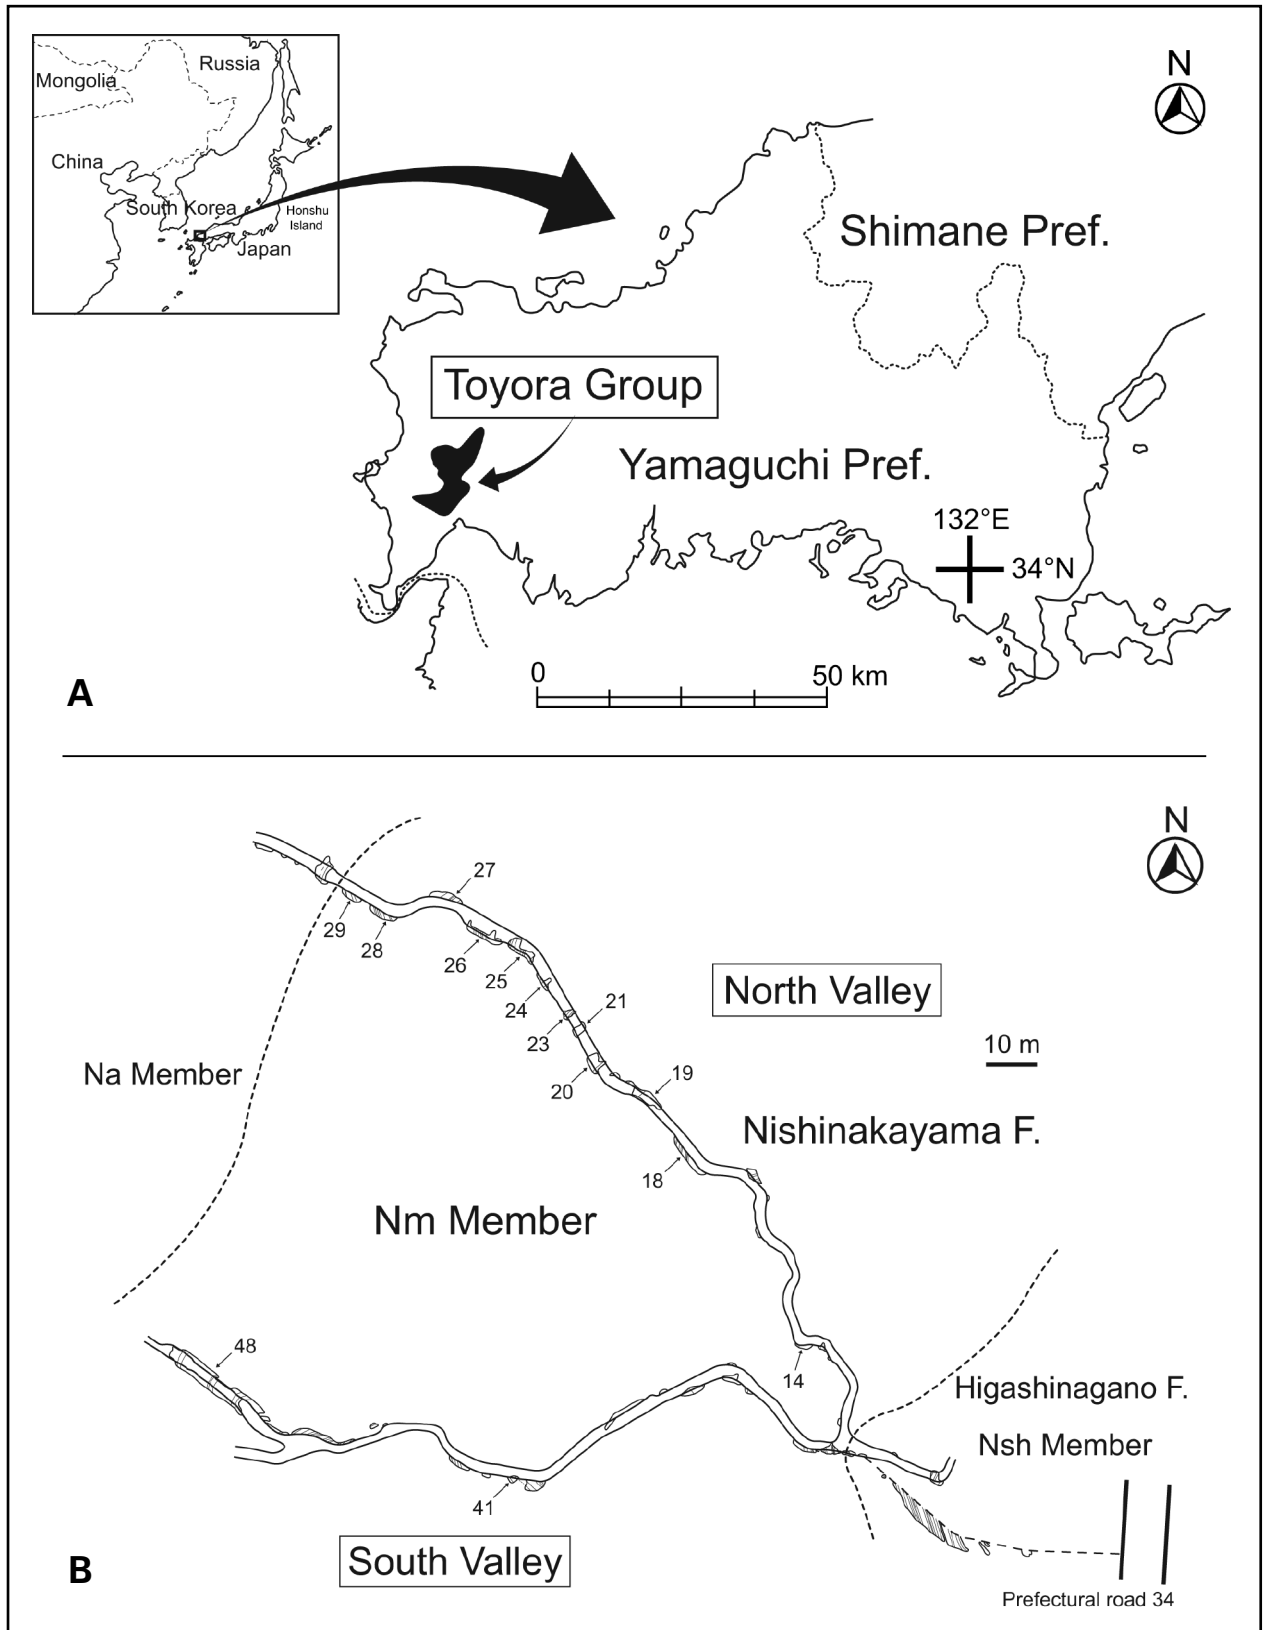 Mongolia
Russia
China
South Korea
Honshu
Island
Japan
N
Shimane Pref.
Toyora Group
Yamaguchi Pref.
132°E
34°N
0
50 km
A
N
27
29
28
26
25
24
21
23
20
19
18
North Valley
10 m
Na Member
Nishinakayama F.
Nm Member
48
14
Higashinagano F.
Nsh Member
41
South Valley
B
Prefectural road 34